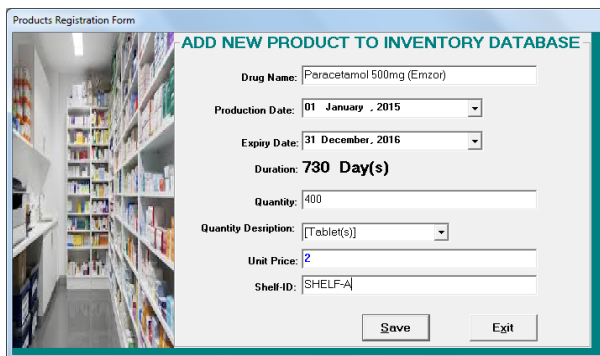 Products Registration Form
ADD NEW PRODUCT TO INVENTORY DATABASE
Drug Name: Paracetamol 500mg (Emzor)
Production Date: 01 January , 2015
Expiry Date: 31 December, 2016
Duration: 730 Day(s)
Quantity: 400
Quantity Desription: [Tablet(s)]
Unit Price: 2
Shelf-ID: SHELF-A
Save Exit